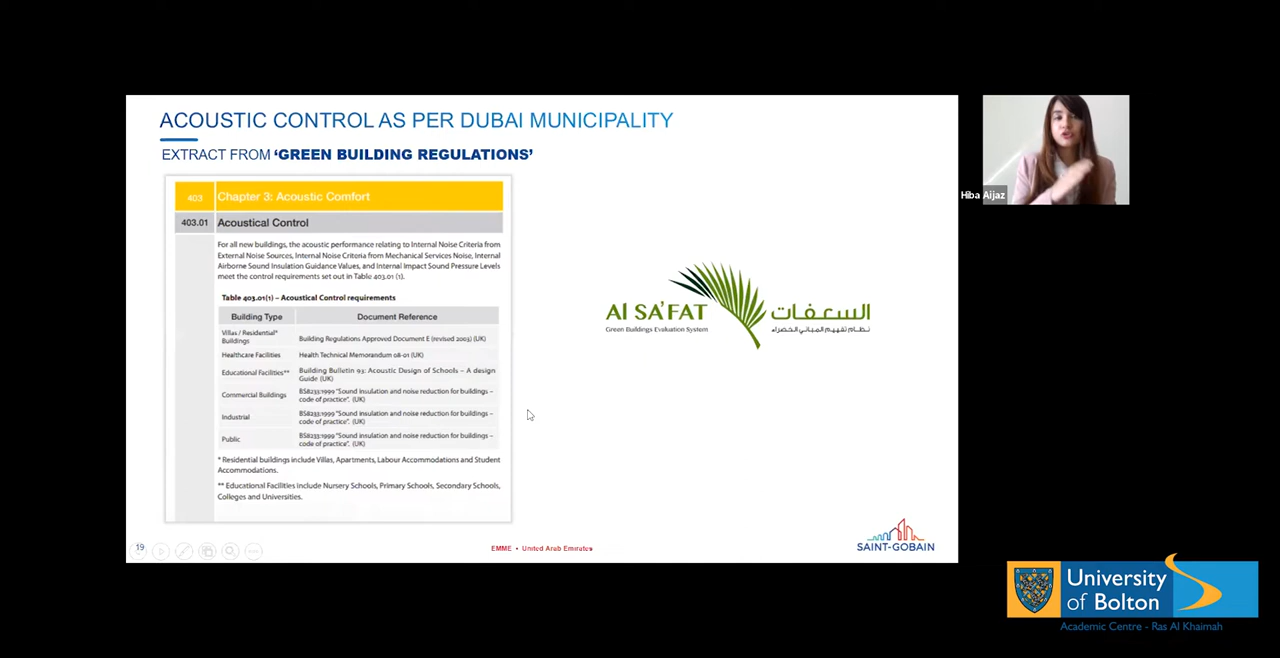 ACOUSTIC CONTROL AS PER DUBAI MUNICIPALITY
EXTRACT FROM ‘GREEN BUILDING REGULATIONS’
403 Chapter 3: Acoustic Comfort
403.01 Acoustical Control
For all new buildings, the acoustic performance relating to Internal Noise Criteria from
External Noise Sources, Internal Noise Criteria from Mechanical Services Noise, Internal
Airborne Sound Insulation Guidance Values, and Internal Impact Sound Pressure Levels
meet the control requirements set out in Table 403.01 (1).
Table 403.01(1) – Acoustical Control requirements
Building Type Document Reference
Villas / Residential*
Buildings
Building Regulations Approved Document E (revised 2003) (UK)
Healthcare Facilities Health Technical Memorandum 08-01 (UK)
Educational Facilities**
Building Bulletin 93: Acoustic Design of Schools – A design
Guide (UK)
Commercial Buildings
BS8233:1999 “Sound insulation and noise reduction for buildings –
code of practice”. (UK)
Industrial
BS8233:1999 “Sound insulation and noise reduction for buildings –
code of practice”. (UK)
Public
BS8233:1999 “Sound insulation and noise reduction for buildings –
code of practice”. (UK)
* Residential buildings include Villas, Apartments, Labour Accommodations and Student
Accommodations.
** Educational Facilities include Nursery Schools, Primary Schools, Secondary Schools,
Colleges and Universities.
AL SA’FAT السعفات
Green Buildings Evaluation System نظام تقييم المباني الخضراء
19
EMME • United Arab Emirates
SAINT-GOBAIN
Hiba Aijaz
University
of Bolton
Academic Centre - Ras Al Khaimah